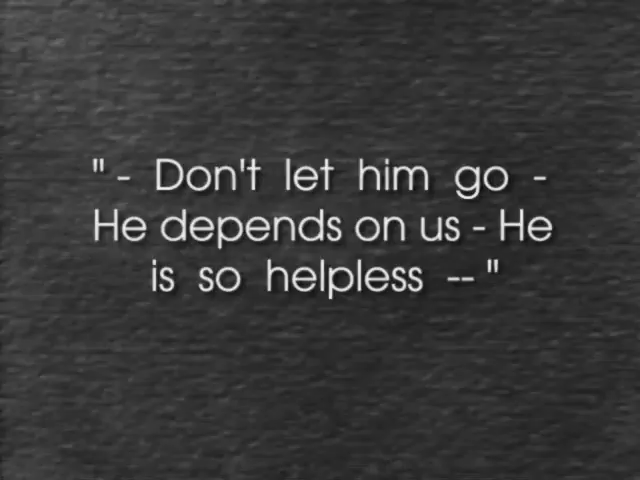 "- Don't let him go -
He depends on us - He
is so helpless -- "